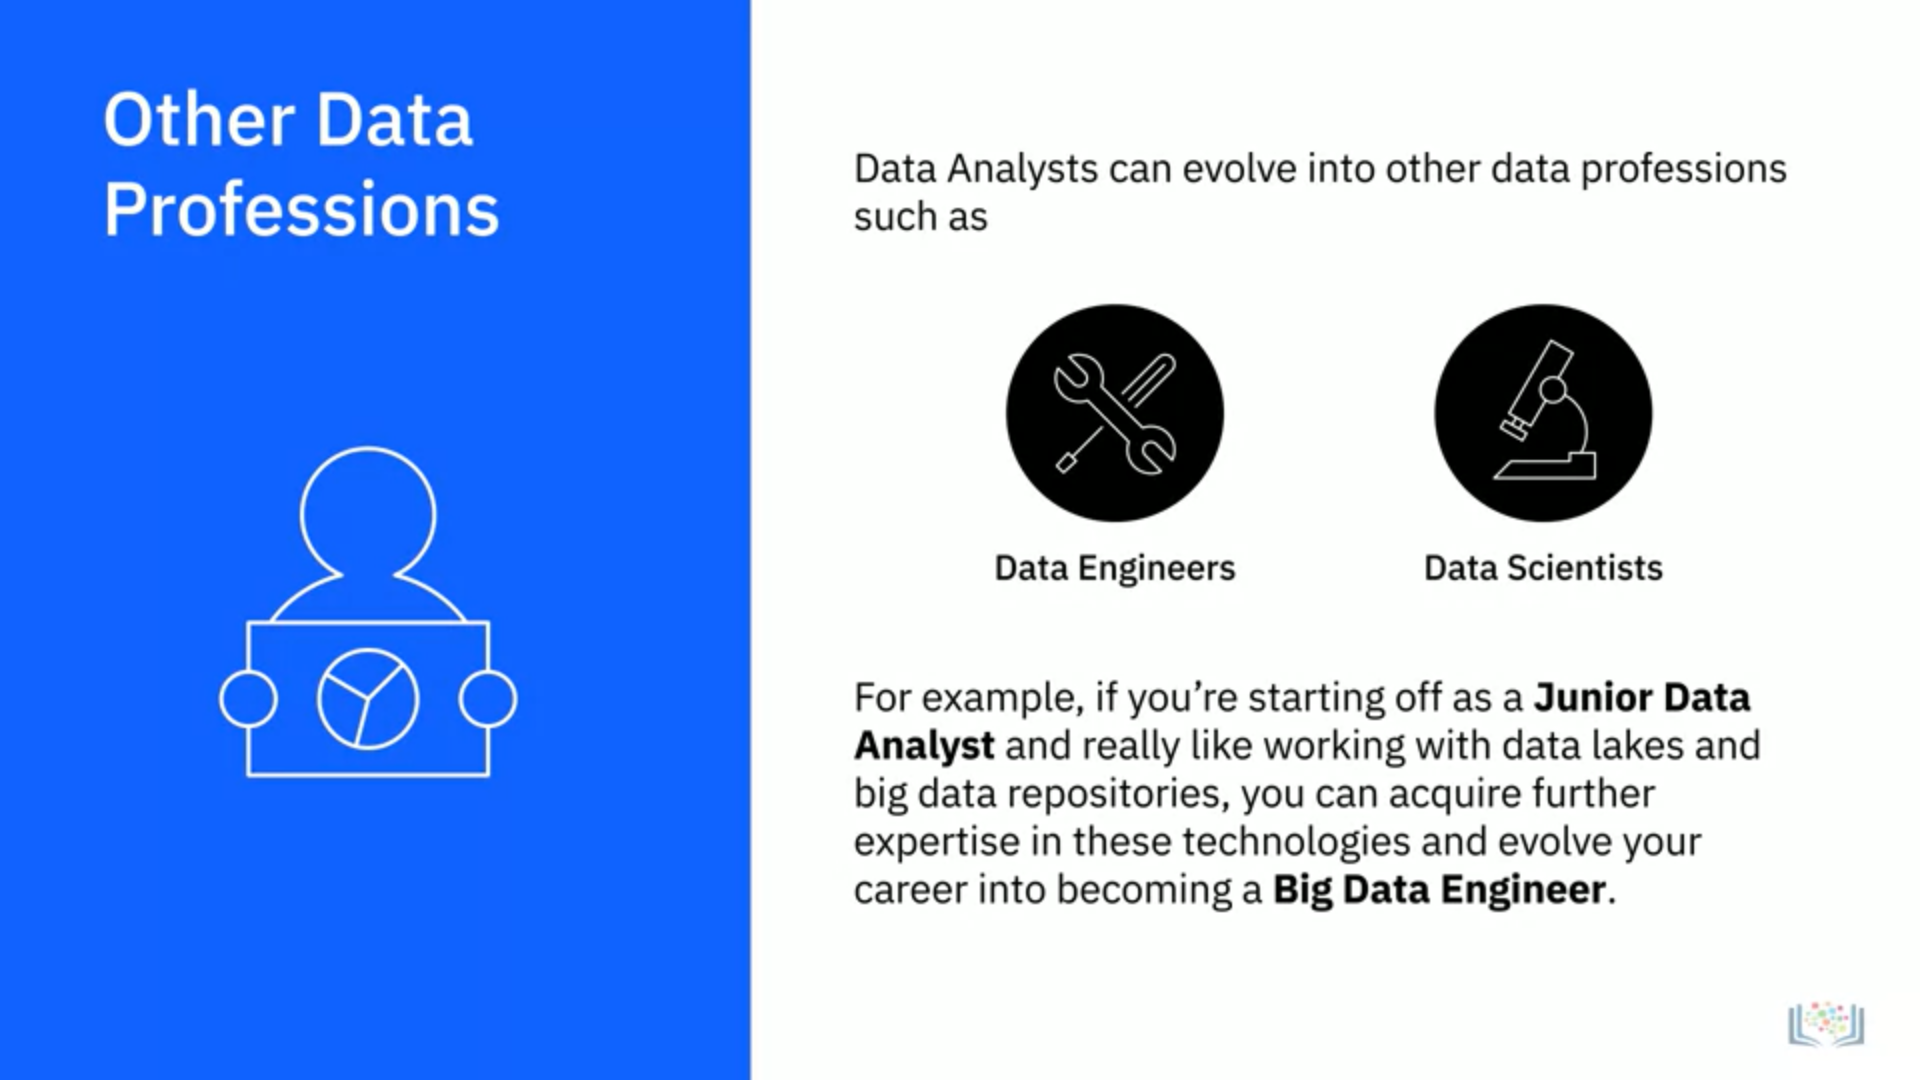 Other Data
Professions
Data Analysts can evolve into other data professions
such as
Data Engineers
Data Scientists
For example, if you’re starting off as a Junior Data
Analyst and really like working with data lakes and
big data repositories, you can acquire further
expertise in these technologies and evolve your
career into becoming a Big Data Engineer.